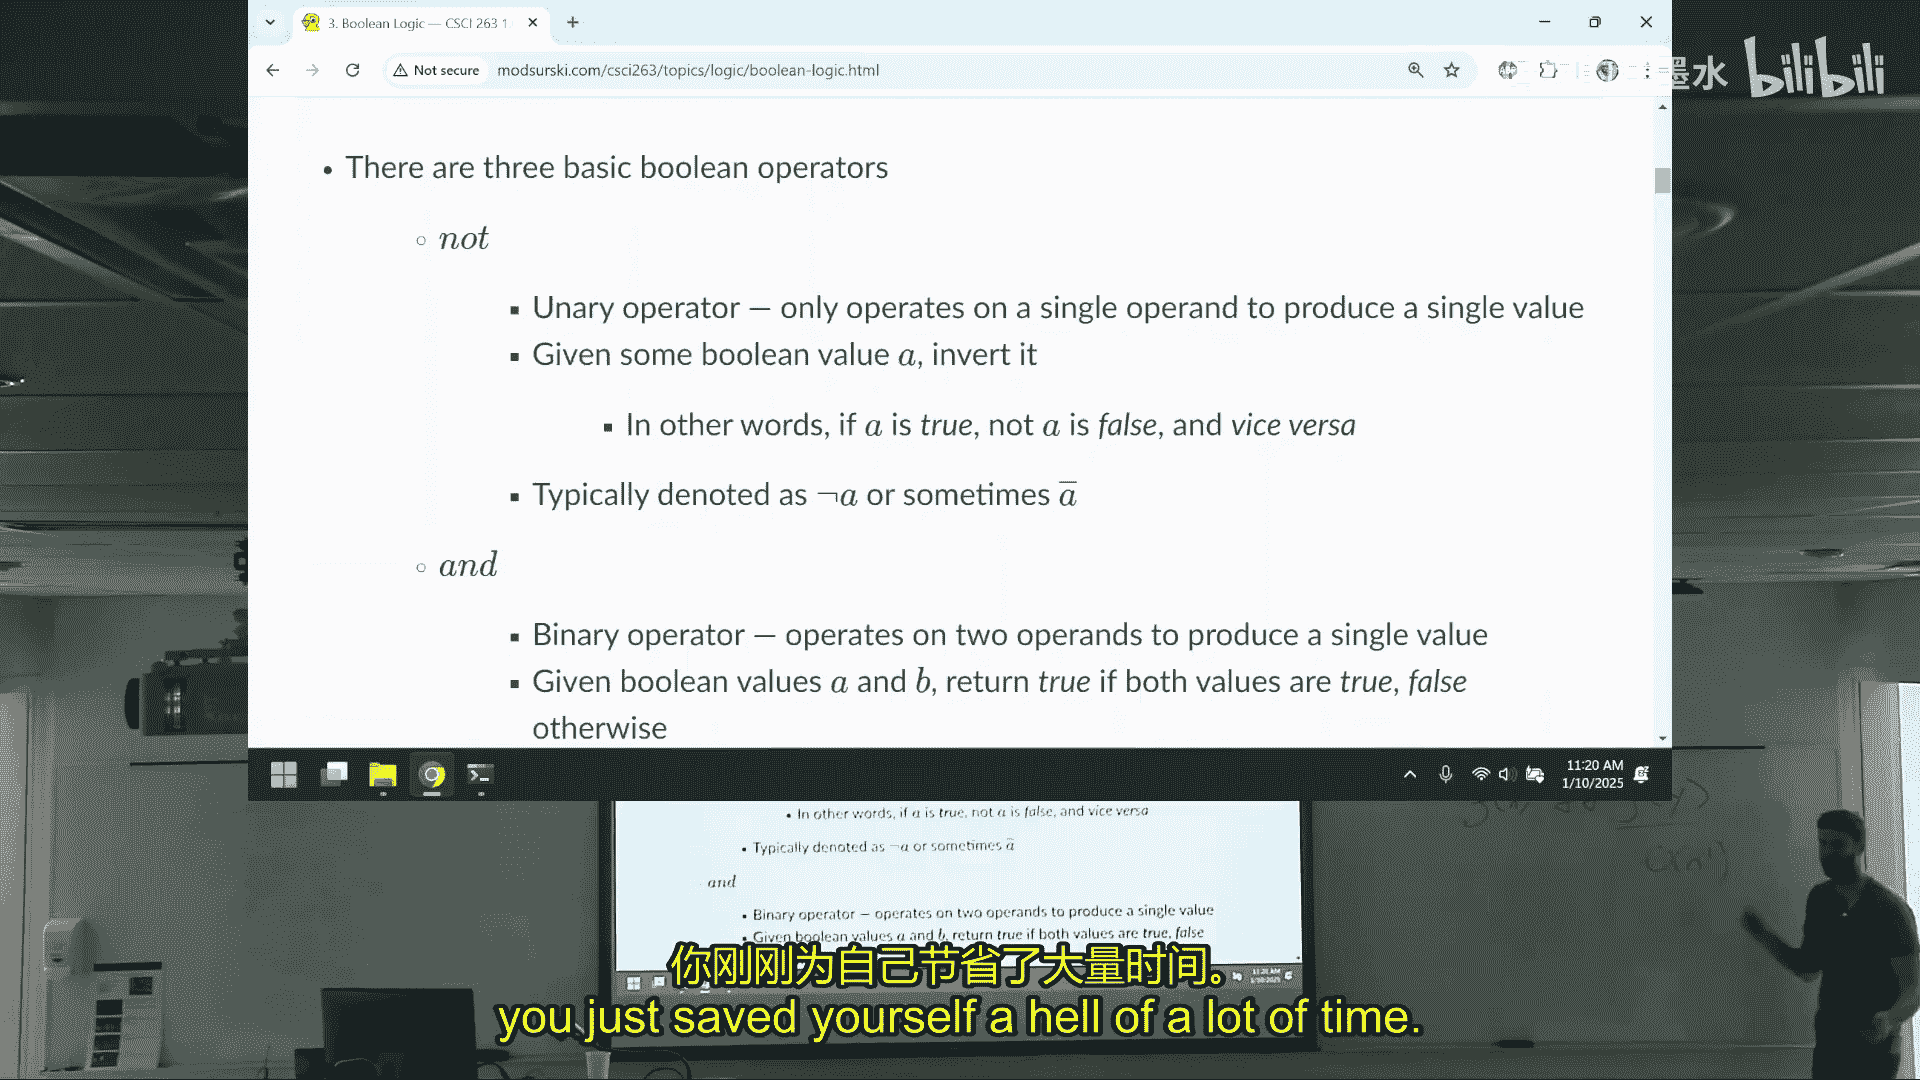 3. Boolean Logic — CSCI 263 1
Not secure
modsurski.com/csci263/topics/logic/boolean-logic.html
墨水 bilibili
• There are three basic boolean operators
○ not
▪ Unary operator — only operates on a single operand to produce a single value
▪ Given some boolean value a, invert it
▪ In other words, if a is true, not a is false, and vice versa
▪ Typically denoted as ¬a or sometimes a̅
○ and
▪ Binary operator — operates on two operands to produce a single value
▪ Given boolean values a and b, return true if both values are true, false
otherwise
11:20 AM
1/10/2025
• In other words, if a is true, not a is false, and vice versa
• Typically denoted as ¬a or sometimes a̅
and
• Binary operator — operates on two operands to produce a single value
• Given boolean values a and b, return true if both values are true, false
11:20 AM
1/10/2025
你刚刚为自己节省了大量时间。
you just saved yourself a hell of a lot of time.